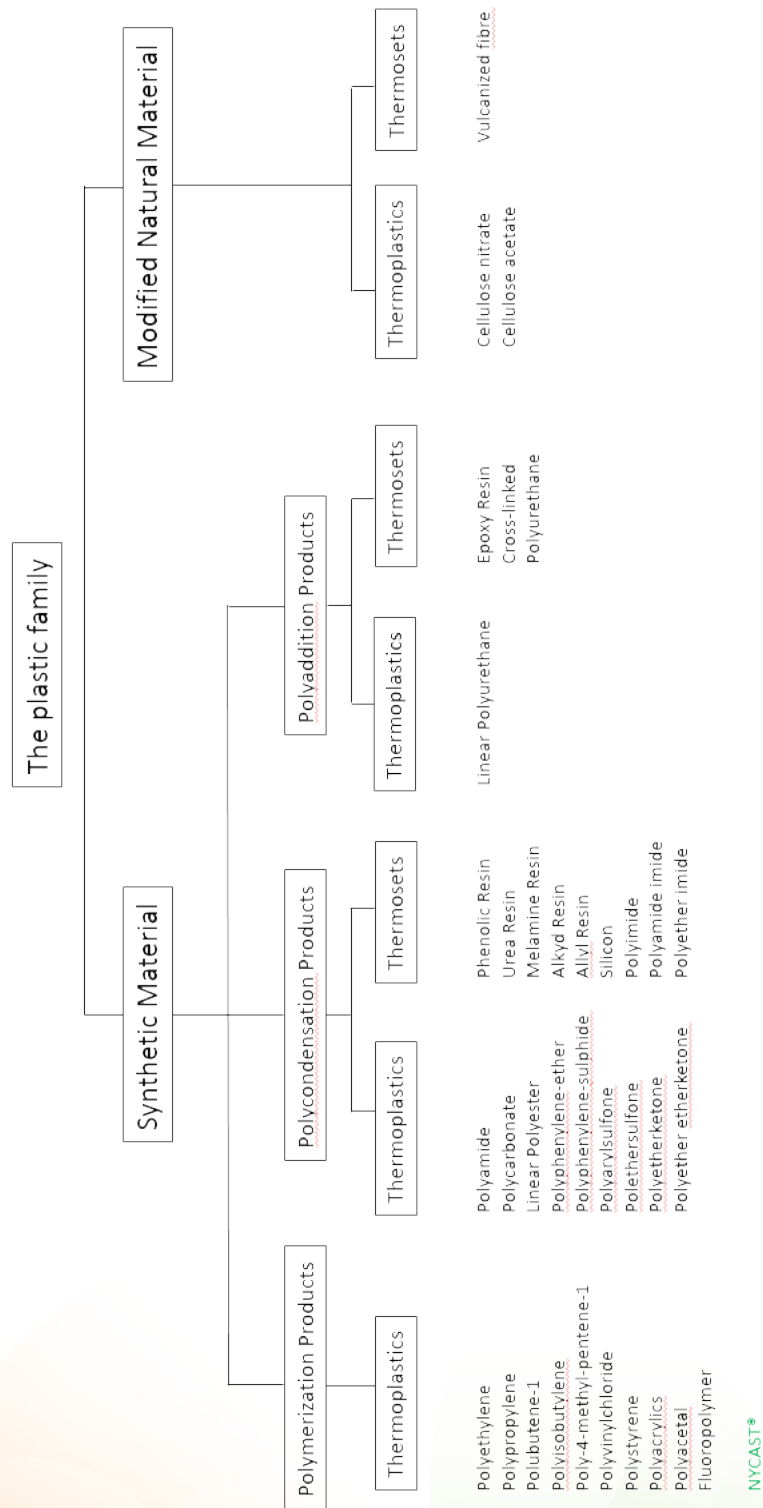 The plastic family
Synthetic Material
Modified Natural Material
Polymerization Products
Polycondensation Products
Polyaddition Products
Thermoplastics
Thermoplastics
Thermosets
Thermoplastics
Thermosets
Thermoplastics
Thermosets
Polyethylene
Polypropylene
Polubutene-1
Polvisobutylene
Poly-4-methyl-pentene-1
Polyvinylchloride
Polystyrene
Polyacrylics
Polyacetal
Fluoropolymer
Polyamide
Polycarbonate
Linear Polyester
Polyphenylene-ether
Polyphenylene-sulphide
Polyarylsulfone
Polethersulfone
Polyetherketone
Polyether etherketone
Phenolic Resin
Urea Resin
Melamine Resin
Alkyd Resin
Allyl Resin
Silicon
Polyimide
Polyamide imide
Polyether imide
Linear Polyurethane
Epoxy Resin
Cross-linked
Polyurethane
Cellulose nitrate
Cellulose acetate
Vulcanized fibre
NYCAST®